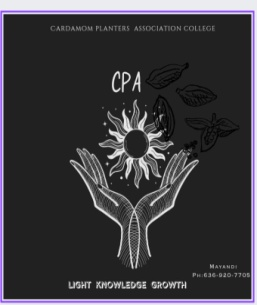 CARDAMOM PLANTERS ASSOCIATION COLLEGE
CPA
MAYANDI
PH:636-920-7705
LIGHT KNOWLEDGE GROWTH